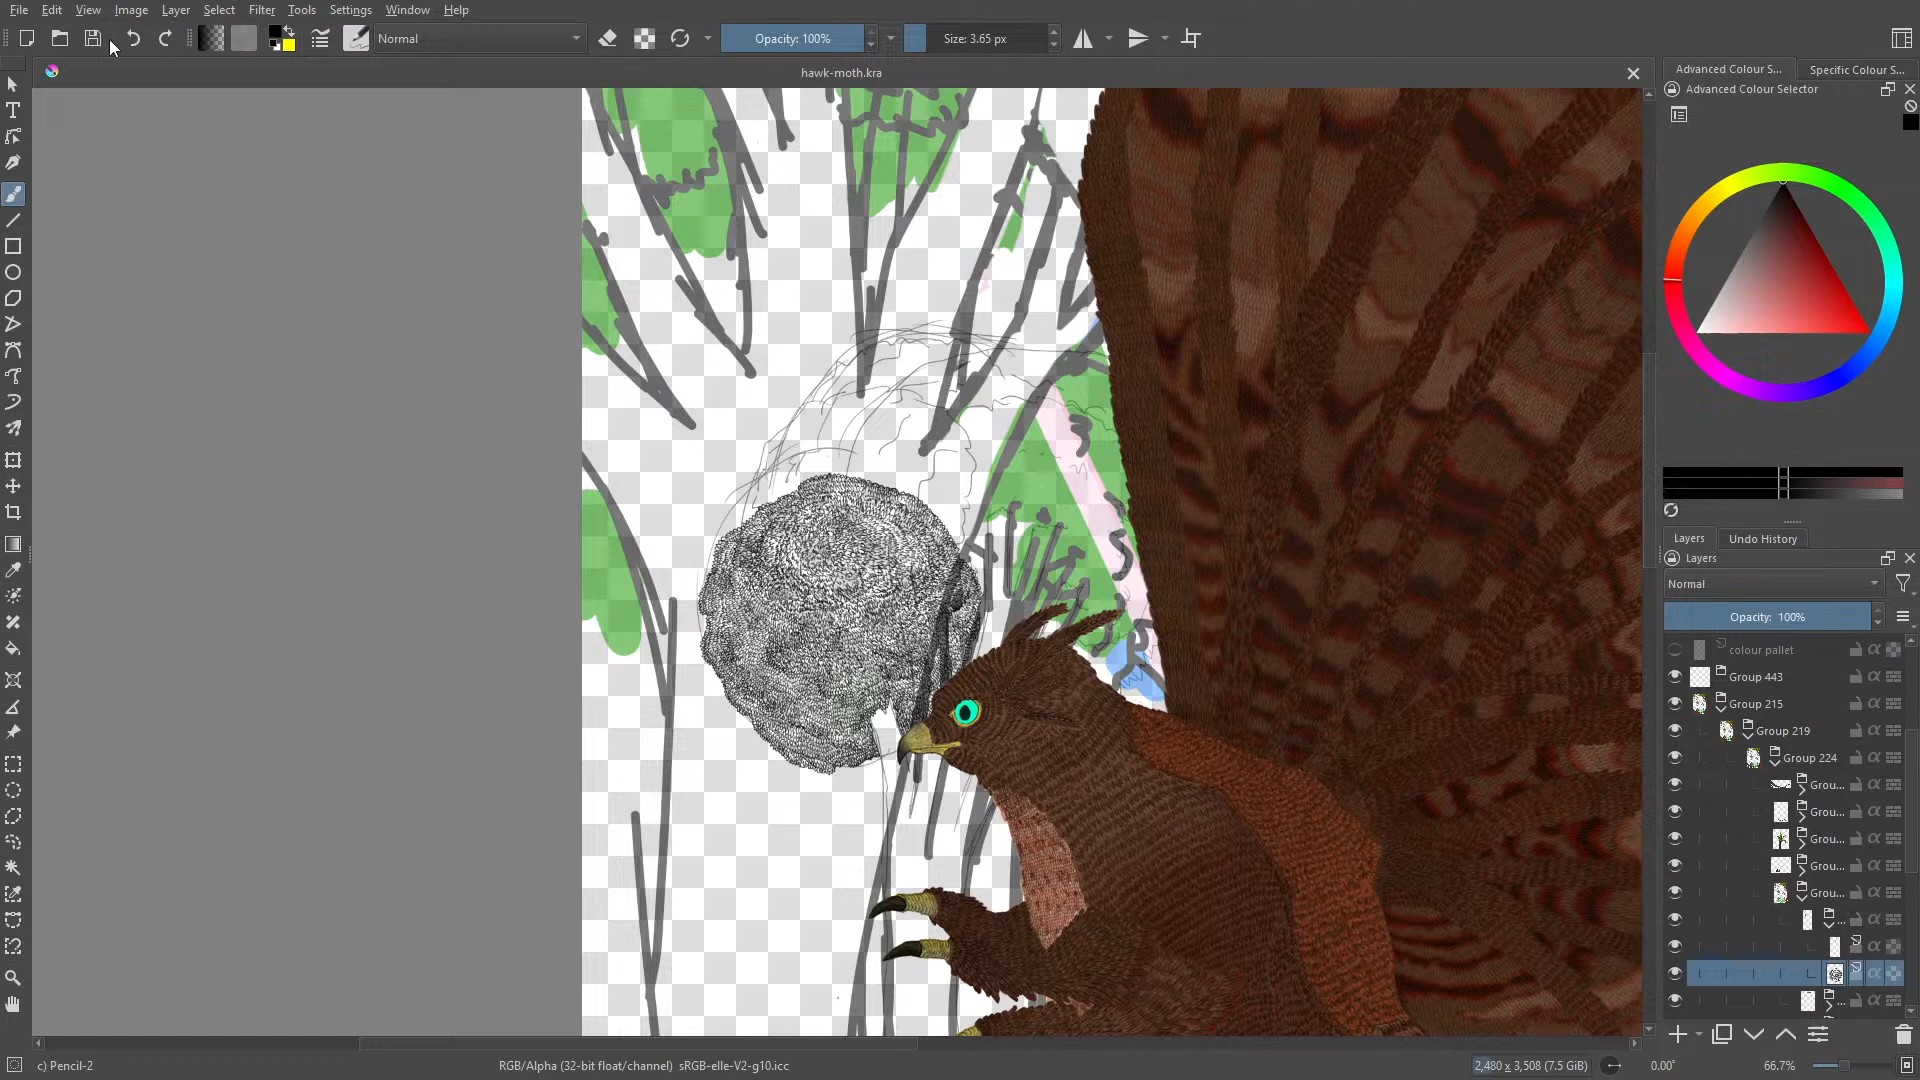 File Edit View Image Layer Select Filter Tools Settings Window Help
Normal
Opacity: 100%
Size: 3.65 px
hawk-moth.kra
Advanced Colour S...
Specific Colour S...
Advanced Colour Selector
Layers
Undo History
Layers
Normal
Opacity: 100%
colour pallet
Group 443
Group 215
Group 219
Group 224
Grou...
Grou...
Grou...
Grou...
Grou...
...
...
c) Pencil-2
RGB/Alpha (32-bit float/channel) sRGB-elle-V2-g10.icc
2,480 x 3,508 (7.5 GiB)
0.00°
66.7%